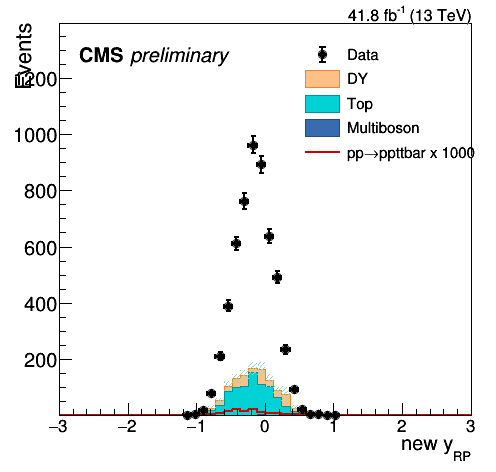 41.8 fb-1 (13 TeV)
Events
CMS preliminary
Data
DY
Top
Multiboson
pp→ppttbar x 1000
1200
1000
800
600
400
200
−3 −2 −1 0 1 2 3
new yRP